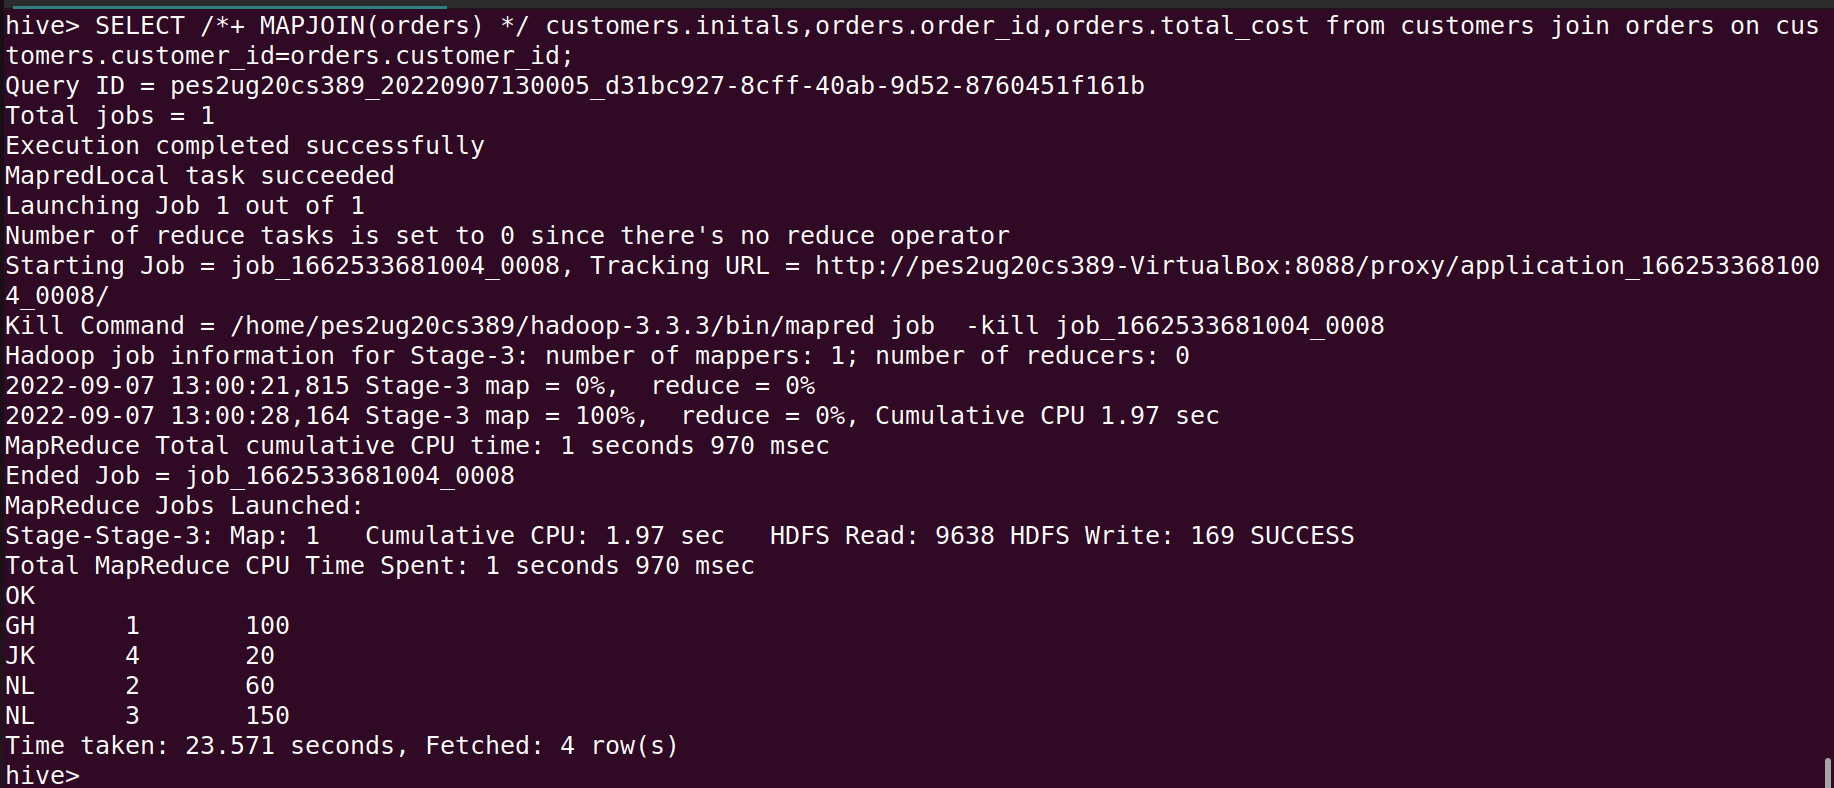 hive> SELECT /*+ MAPJOIN(orders) */ customers.initals,orders.order_id,orders.total_cost from customers join orders on cus
tomers.customer_id=orders.customer_id;
Query ID = pes2ug20cs389_20220907130005_d31bc927-8cff-40ab-9d52-8760451f161b
Total jobs = 1
Execution completed successfully
MapredLocal task succeeded
Launching Job 1 out of 1
Number of reduce tasks is set to 0 since there's no reduce operator
Starting Job = job_1662533681004_0008, Tracking URL = http://pes2ug20cs389-VirtualBox:8088/proxy/application_166253368100
4_0008/
Kill Command = /home/pes2ug20cs389/hadoop-3.3.3/bin/mapred job  -kill job_1662533681004_0008
Hadoop job information for Stage-3: number of mappers: 1; number of reducers: 0
2022-09-07 13:00:21,815 Stage-3 map = 0%,  reduce = 0%
2022-09-07 13:00:28,164 Stage-3 map = 100%,  reduce = 0%, Cumulative CPU 1.97 sec
MapReduce Total cumulative CPU time: 1 seconds 970 msec
Ended Job = job_1662533681004_0008
MapReduce Jobs Launched:
Stage-Stage-3: Map: 1   Cumulative CPU: 1.97 sec   HDFS Read: 9638 HDFS Write: 169 SUCCESS
Total MapReduce CPU Time Spent: 1 seconds 970 msec
OK
GH      1       100
JK      4       20
NL      2       60
NL      3       150
Time taken: 23.571 seconds, Fetched: 4 row(s)
hive>